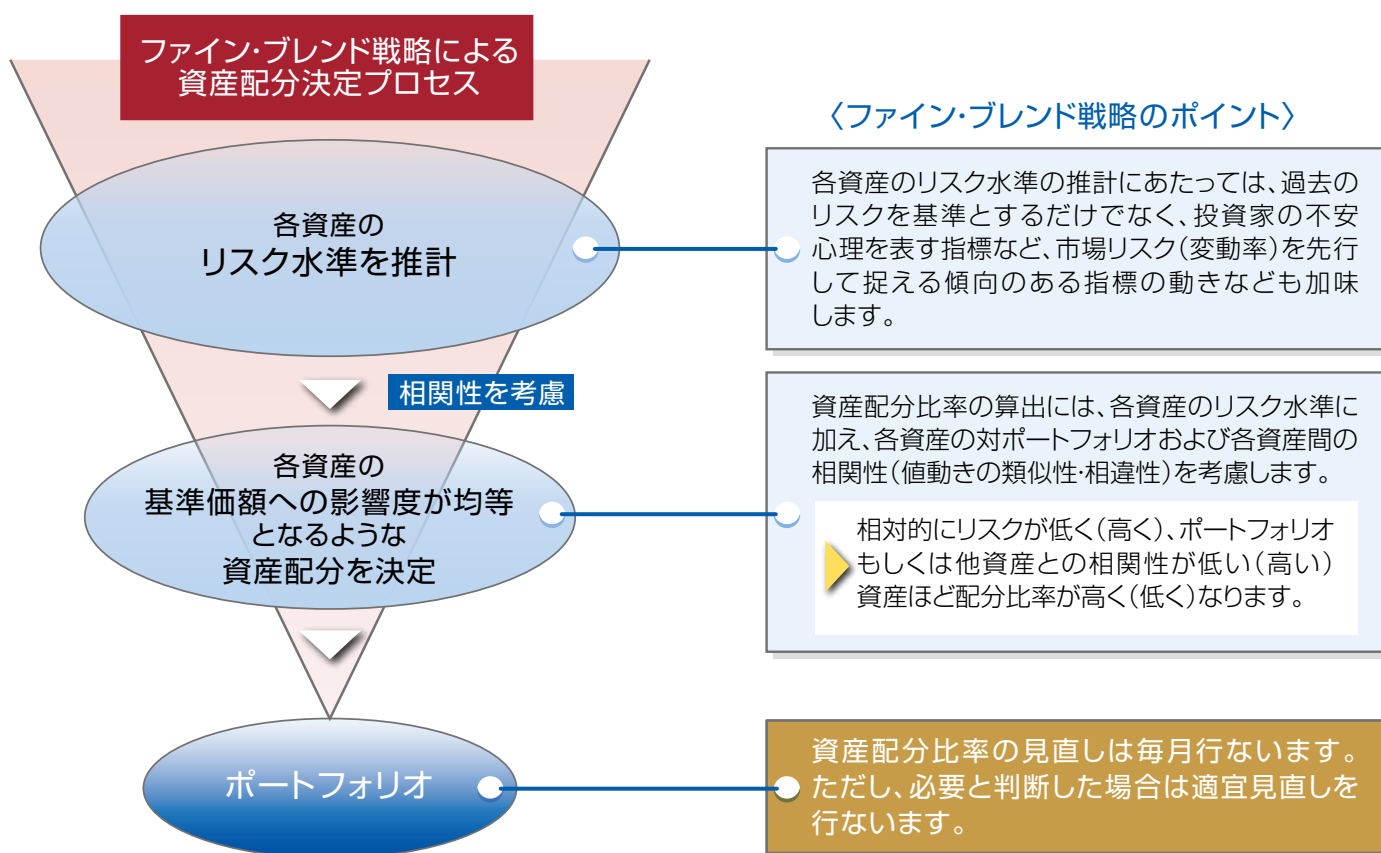 ファイン・ブレンド戦略による
資産配分決定プロセス
〈ファイン・ブレンド戦略のポイント〉
各資産の
リスク水準を推計
各資産のリスク水準の推計にあたっては、過去の
リスクを基準とするだけでなく、投資家の不安
心理を表す指標など、市場リスク（変動率）を先行
して捉える傾向のある指標の動きなども加味
します。
相関性を考慮
各資産の
基準価額への影響度が均等
となるような
資産配分を決定
資産配分比率の算出には、各資産のリスク水準に
加え、各資産の対ポートフォリオおよび各資産間の
相関性（値動きの類似性・相違性）を考慮します。
相対的にリスクが低く（高く）、ポートフォリオ
もしくは他資産との相関性が低い（高い）
資産ほど配分比率が高く（低く）なります。
ポートフォリオ
資産配分比率の見直しは毎月行ないます。
ただし、必要と判断した場合は適宜見直しを
行ないます。